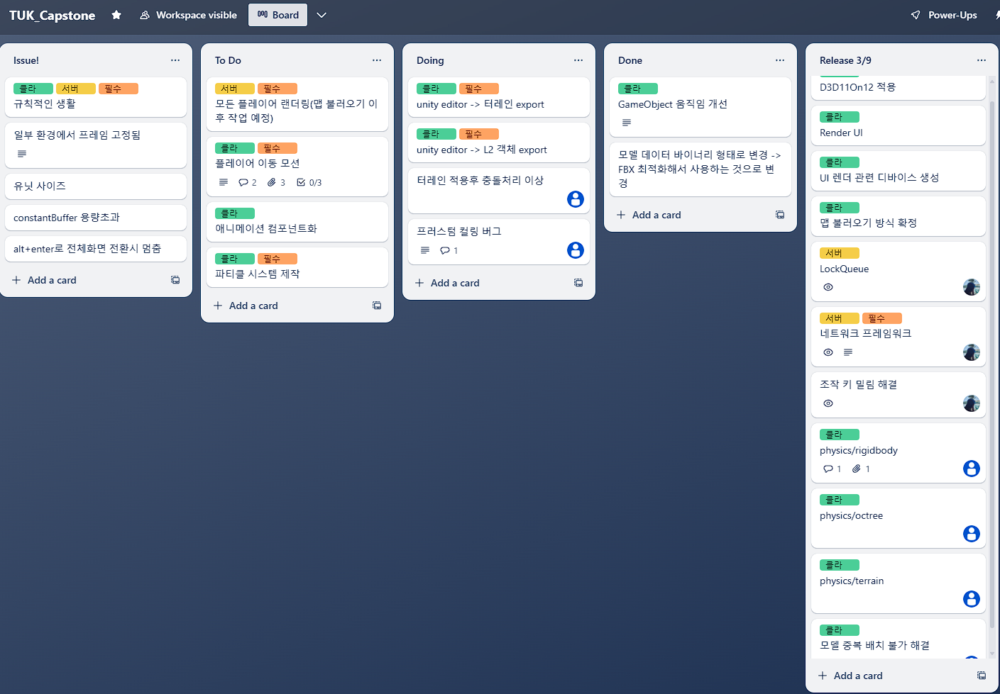 TUK_Capstone
Workspace visible
Board
Power-Ups
Issue!
클라 서버 필수
규칙적인 생활
일부 환경에서 프레임 고정됨
유닛 사이즈
constantBuffer 용량초과
alt+enter로 전체화면 전환시 멈춤
Add a card
To Do
서버 필수
모든 플레이어 랜더링(맵 불러오기 이
후 작업 예정)
클라 필수
플레이어 이동 모션
2 3 0/3
클라
애니메이션 컴포넌트화
클라 필수
파티클 시스템 제작
Add a card
Doing
클라 필수
unity editor -> 터레인 export
클라 필수
unity editor -> L2 객체 export
터레인 적용후 충돌처리 이상
프러스텀 컬링 버그
1
Add a card
Done
클라
GameObject 움직임 개선
모델 데이터 바이너리 형태로 변경 ->
FBX 최적화해서 사용하는 것으로 변
경
Add a card
Release 3/9
D3D11On12 적용
클라
Render UI
클라
UI 렌더 관련 디바이스 생성
클라
맵 불러오기 방식 확정
서버
LockQueue
서버 필수
네트워크 프레임워크
조작 키 밀림 해결
클라
physics/rigidbody
1 1
클라
physics/octree
클라
physics/terrain
클라
모델 중복 배치 불가 해결
Add a card